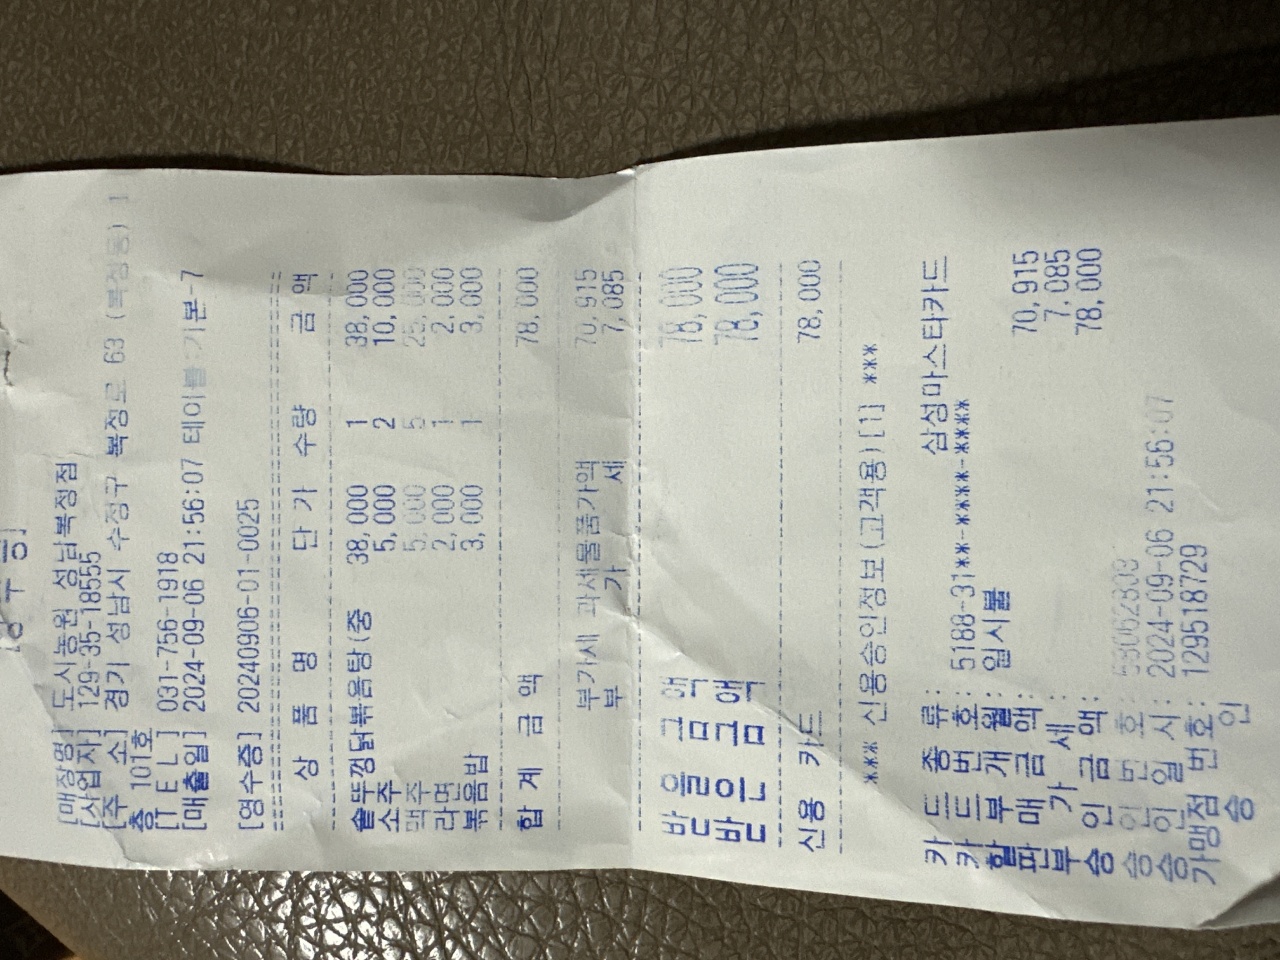 [매장명] 도시농원 성남복정점
[사업자] 129-35-18555
[주 소] 경기 성남시 수정구 복정로 63 (복정동) 1
층 101호
[T E L] 031-756-1918
[매출일] 2024-09-06 21:56:07 테이블:기본-7
[영수증] 20240906-01-0025
상 품 명 단 가 수량 금 액
솥뚜껑닭볶음탕(중 38,000 1 38,000
소주 5,000 2 10,000
맥주 5,000 5 25,000
라면 2,000 1 2,000
볶음밥 3,000 1 3,000
합 계 금 액 78,000
부가세 과세물품가액 70,915
부 가 세 7,085
받 을 금 액 78,000
받 은 금 액 78,000
신용 카드 78,000
*** 신용승인정보(고객용)[1] ***
카 드 종 류: 삼성마스타카드
카 드 번 호: 5188-31**-****-****
할 부 개 월: 일시불
판 매 금 액: 70,915
부 가 세: 7,085
승 인 금 액: 78,000
승 인 번 호:
승 인 일 시: 2024-09-06 21:56:07
가맹점 번호: 129518729
승 인